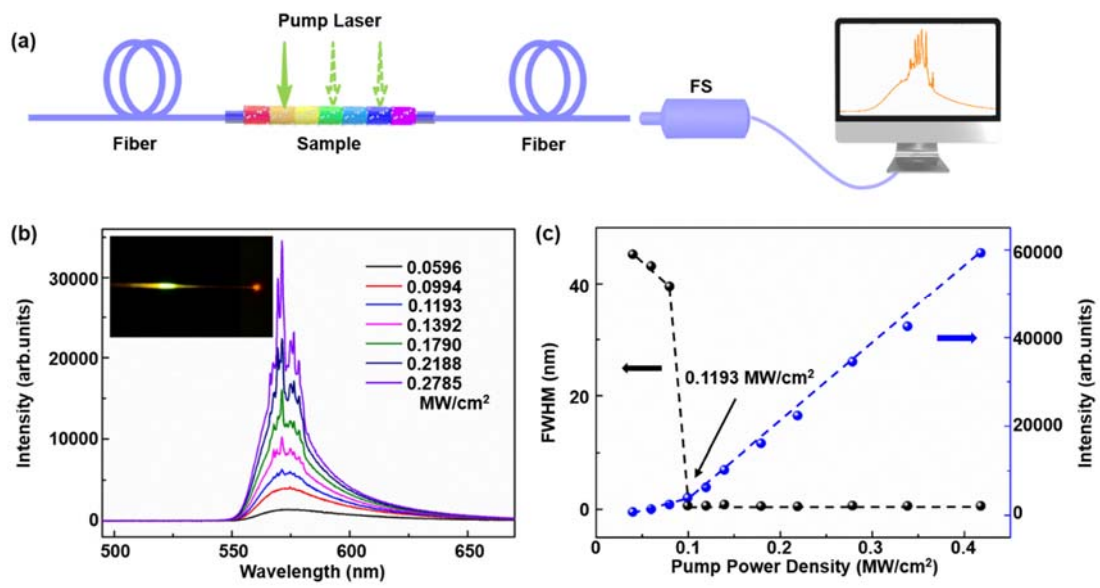 (a)
Pump Laser
FS
Fiber
Sample
Fiber
(b)
Intensity (arb.units)
30000
20000
10000
0
500
550
600
650
Wavelength (nm)
0.0596
0.0994
0.1193
0.1392
0.1790
0.2188
0.2785
MW/cm²
(c)
FWHM (nm)
40
20
0
0
0.1
0.2
0.3
0.4
Pump Power Density (MW/cm²)
0.1193 MW/cm²
60000
40000
20000
0
Intensity (arb.units)